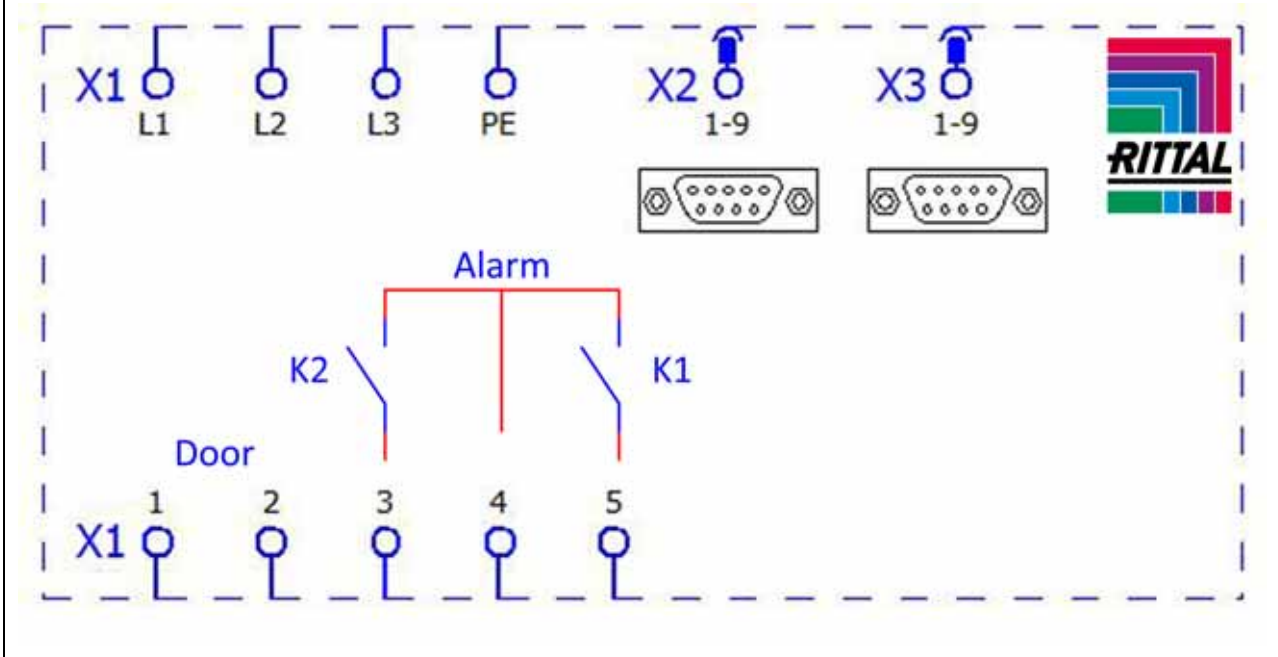 X1 L1 L2 L3 PE X2 1-9 X3 1-9
RITTAL
Alarm
K2 K1
Door
1 2 3 4 5
X1